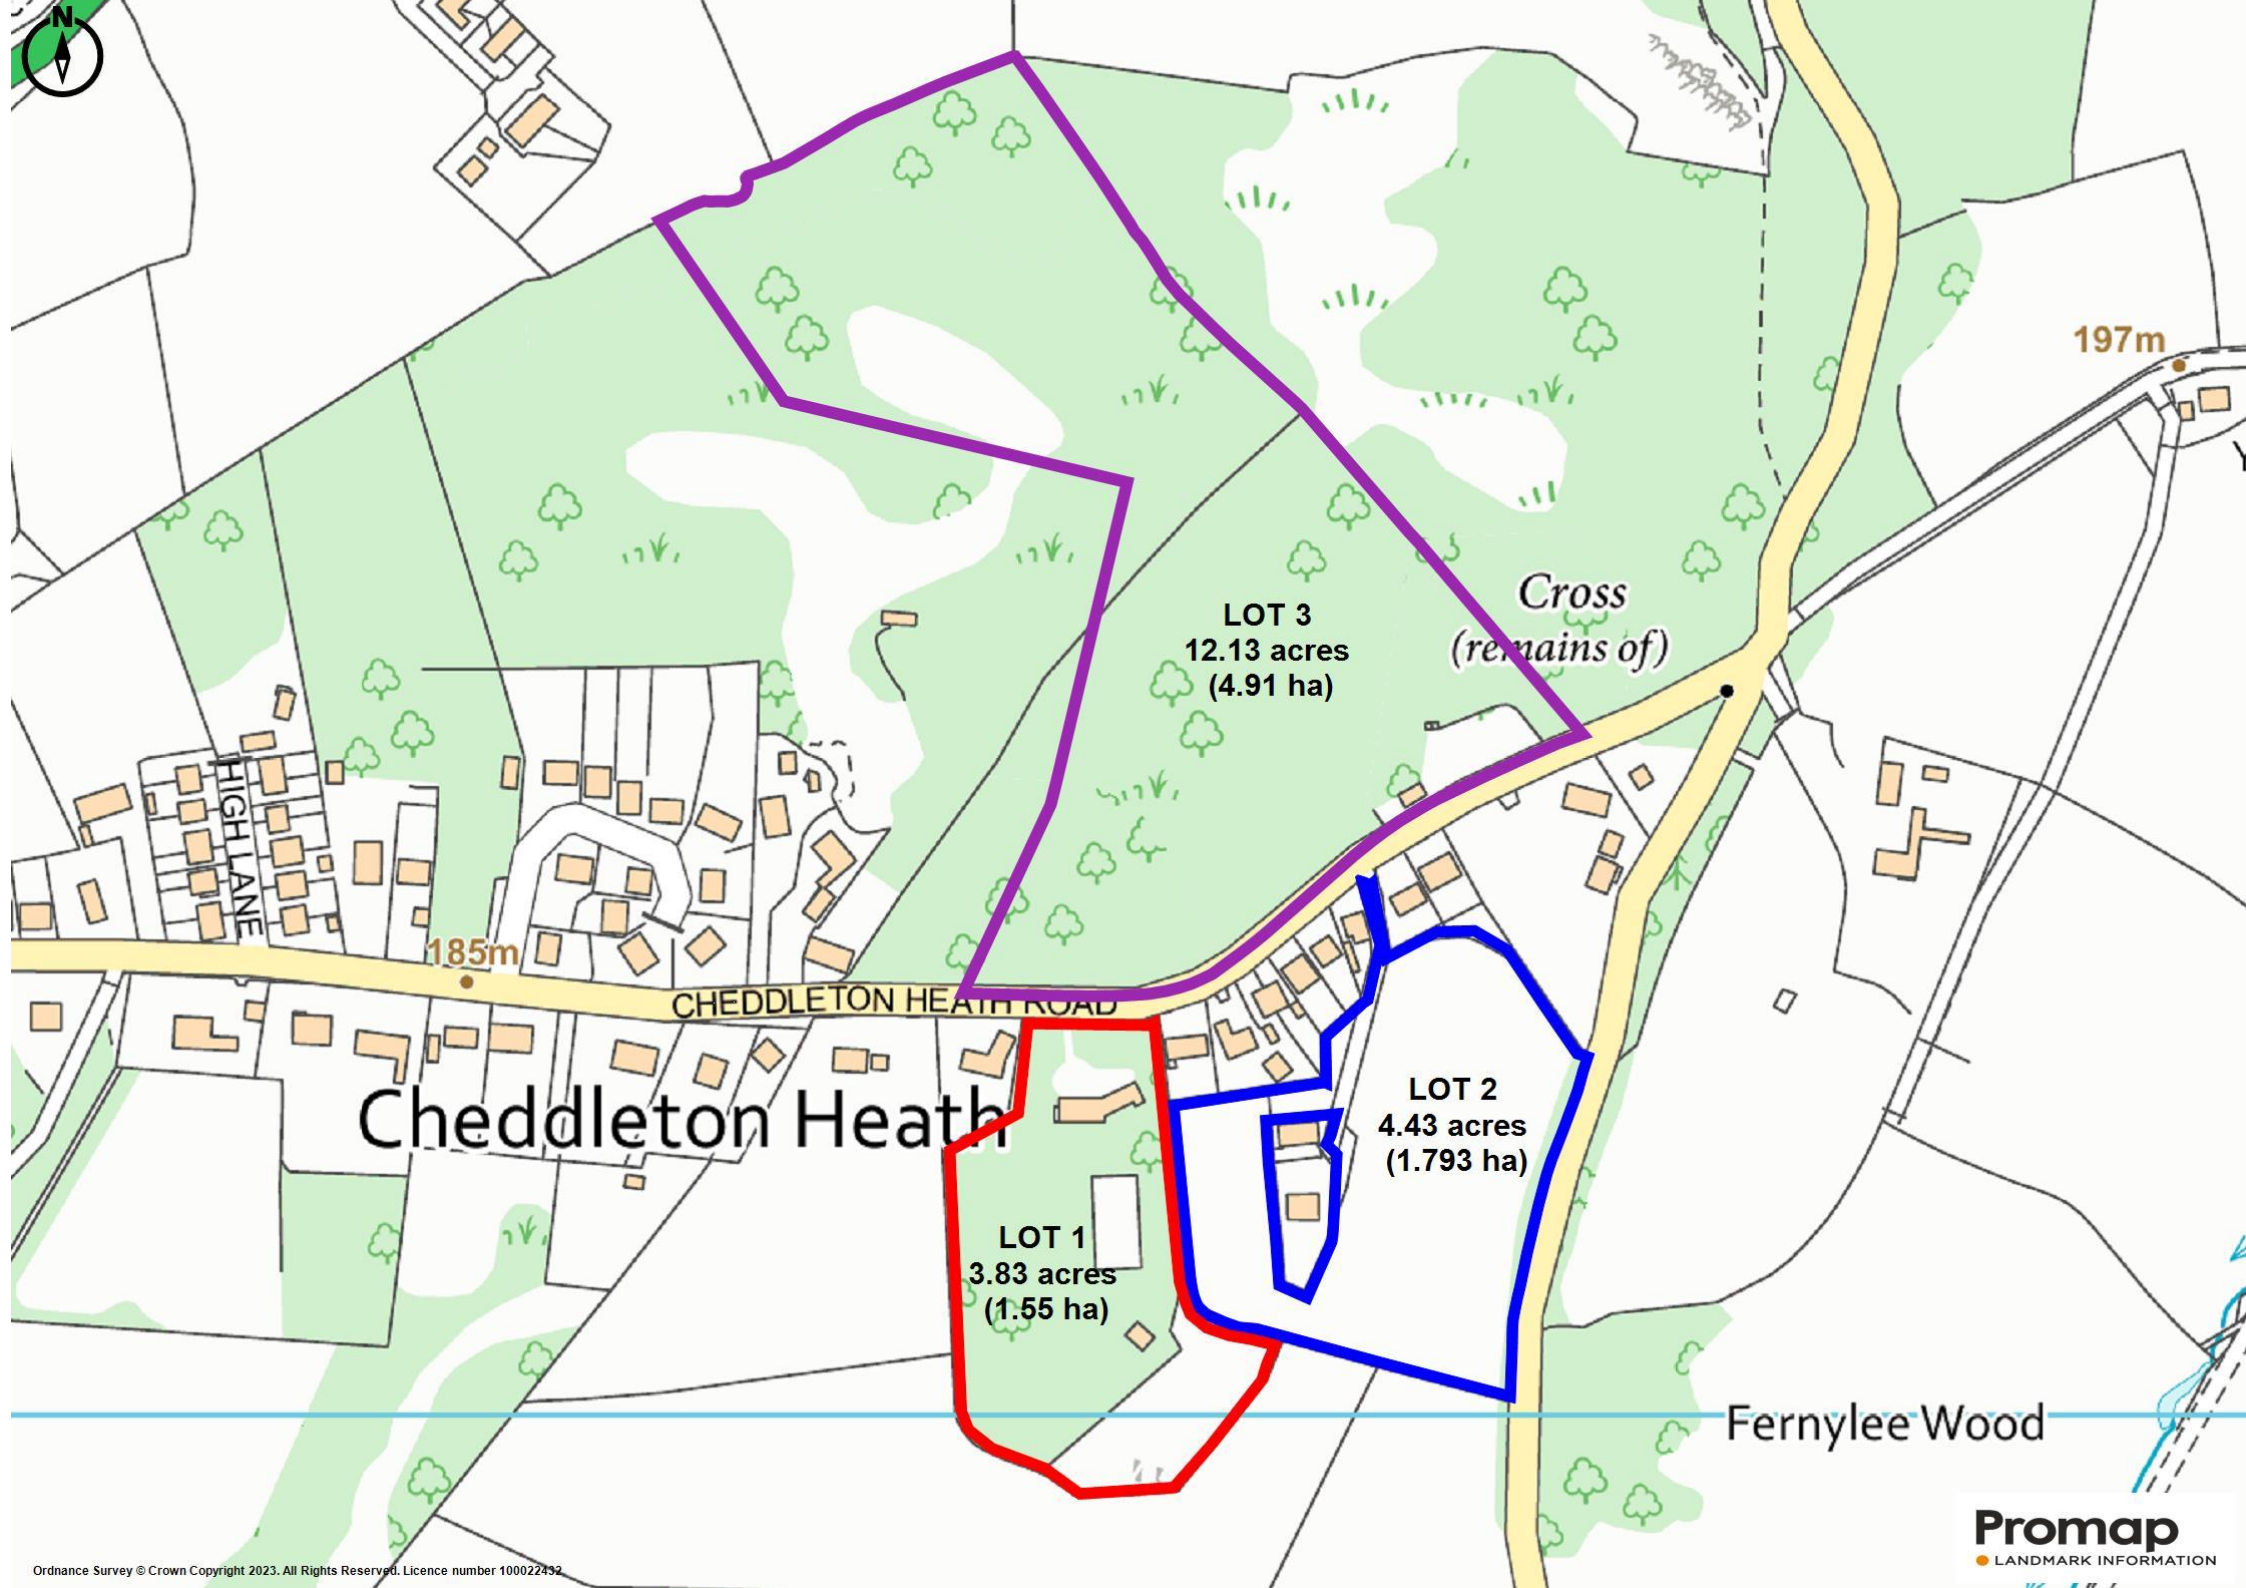 N
197m
Y
Cross
(remains of)
LOT 3
12.13 acres
(4.91 ha)
HIGH LANE
185m
CHEDDLETON HEATH ROAD
Cheddleton Heath
LOT 2
4.43 acres
(1.793 ha)
LOT 1
3.83 acres
(1.55 ha)
Fernylee Wood
Promap
LANDMARK INFORMATION
Ordnance Survey © Crown Copyright 2023. All Rights Reserved. Licence number 100022432